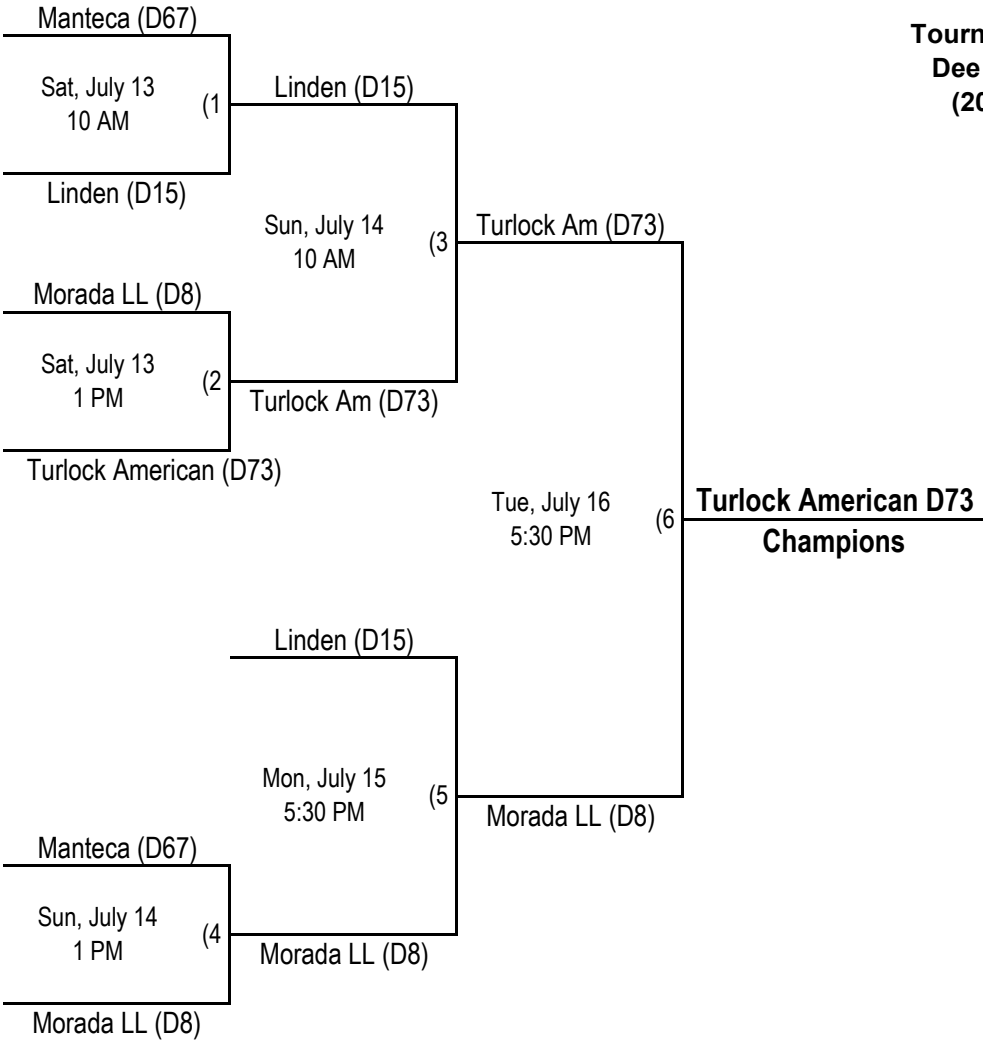 Manteca (D67)
Tourn
Dee
(20
Sat, July 13
10 AM
(1
Linden (D15)
Linden (D15)
Sun, July 14
10 AM
(3
Turlock Am (D73)
Morada LL (D8)
Sat, July 13
1 PM
(2
Turlock Am (D73)
Turlock American (D73)
Tue, July 16
5:30 PM
(6
Turlock American D73
Champions
Linden (D15)
Mon, July 15
5:30 PM
(5
Morada LL (D8)
Manteca (D67)
Sun, July 14
1 PM
(4
Morada LL (D8)
Morada LL (D8)